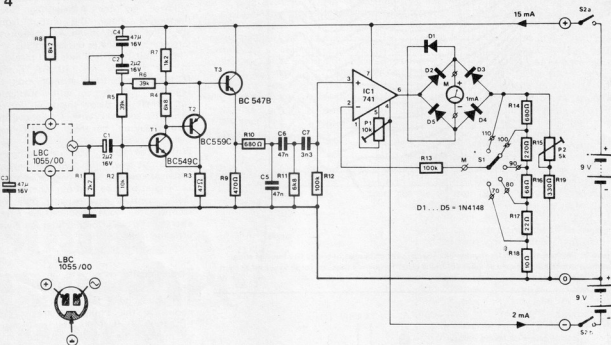 4
R8
8k2
C4
47µ
16V
C2
2µ2
16V
R6
39k
R7
1k2
R5
39k
R4
6k8
T3
BC 547B
T2
BC559C
T1
BC549C
LBC
1055/00
C1
2µ2
16V
C3
47µ
16V
R1
2k2
R2
10k
R3
47Ω
R9
470Ω
R10
680 Ω
C6
47n
C7
3n3
C5
47n
R11
6k8
R12
100k
IC1
741
3
2
7
6
4
1
5
P1
10k
D1
D2
D3
D5
D4
M
1mA
R13
100k
M
S1
110
100
90
80
70
R14
680Ω
R15
220Ω
R16
68Ω
R17
22Ω
R18
10Ω
P2
5k
R19
330Ω
D1 . . . D5 = 1N4148
15 mA
S2a
+
9 V
0
9 V
2 mA
−
LBC
1055/00